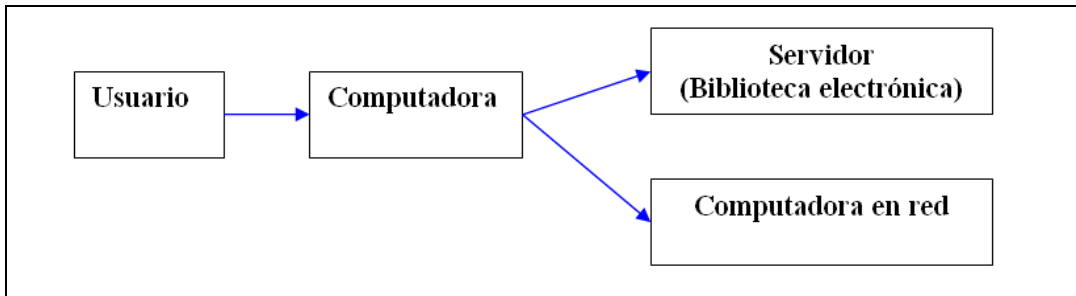 Usuario
Computadora
Servidor
(Biblioteca electrónica)
Computadora en red